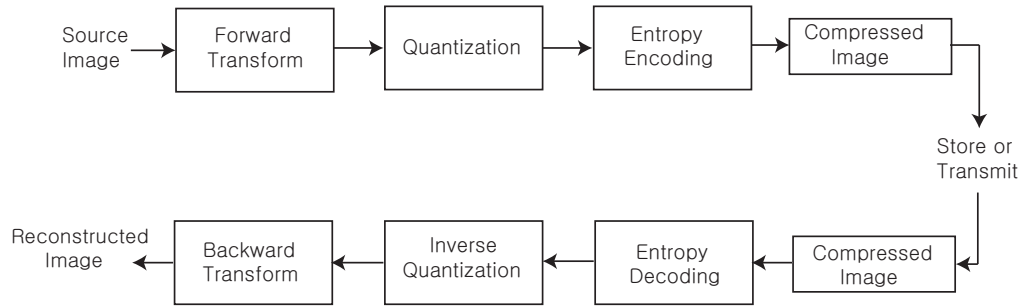 Source
Image
Forward
Transform
Quantization
Entropy
Encoding
Compressed
Image
Store or
Transmit
Reconstructed
Image
Backward
Transform
Inverse
Quantization
Entropy
Decoding
Compressed
Image